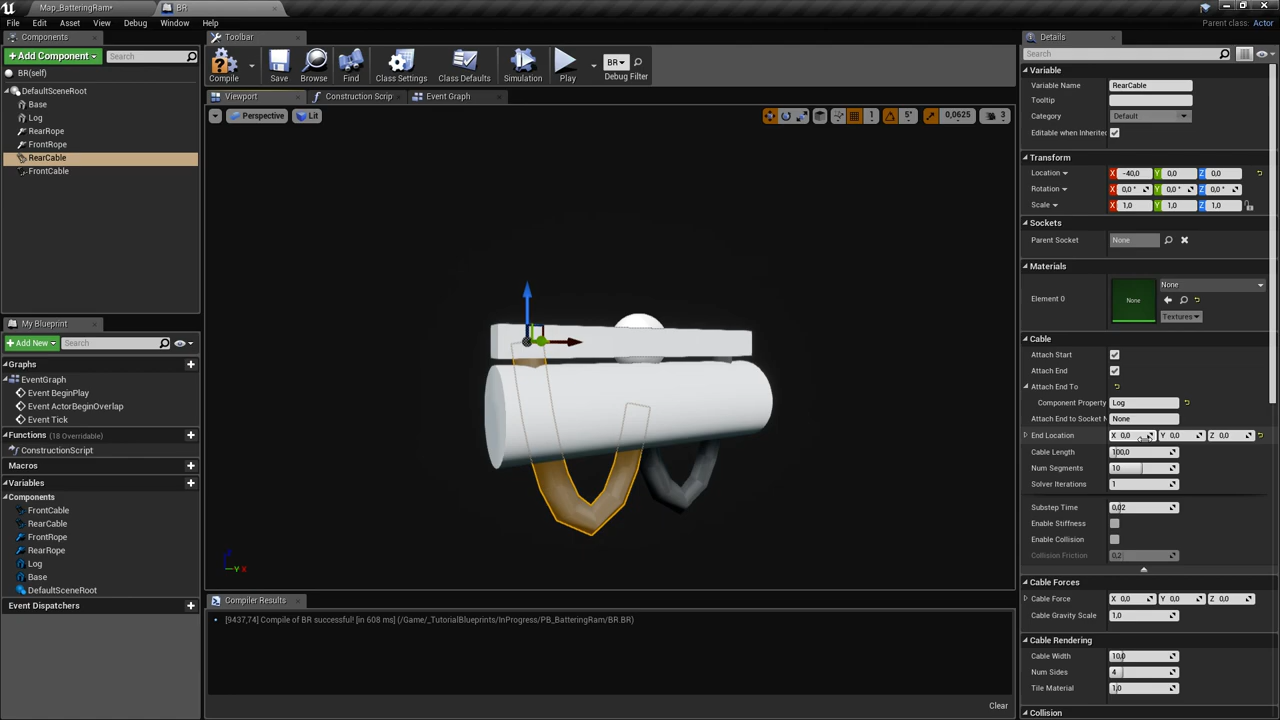 Map_BatteringRam*
BR
File Edit Asset View Debug Window Help
Parent class: Actor
Components
Toolbar
Details
+ Add Component
Search
BR(self)
DefaultSceneRoot
Base
Log
RearRope
FrontRope
RearCable
FrontCable
Compile
Save
Browse
Find
Class Settings
Class Defaults
Simulation
Play
BR
Debug Filter
Viewport
Construction Scrip
Event Graph
Perspective
Lit
1
5°
0,0625
3
My Blueprint
+ Add New
Search
Graphs
EventGraph
Event BeginPlay
Event ActorBeginOverlap
Event Tick
Functions (18 Overridable)
ConstructionScript
Macros
Variables
Components
FrontCable
RearCable
FrontRope
RearRope
Log
Base
DefaultSceneRoot
Event Dispatchers
Compiler Results
[9437,74] Compile of BR successful! [in 608 ms] (/Game/_TutorialBlueprints/InProgress/PB_BatteringRam/BR.BR)
Clear
Search
Variable
Variable Name RearCable
Tooltip
Category Default
Editable when Inheriter
Transform
Location X -40,0 Y 0,0 Z 0,0
Rotation X 0,0 ° Y 0,0 ° Z 0,0 °
Scale X 1,0 Y 1,0 Z 1,0
Sockets
Parent Socket None
Materials
Element 0 None None
Textures
Cable
Attach Start
Attach End
Attach End To
Component Property Log
Attach End to Socket N None
End Location X 0,0 Y 0,0 Z 0,0
Cable Length 100,0
Num Segments 10
Solver Iterations 1
Substep Time 0,02
Enable Stiffness
Enable Collision
Collision Friction 0,2
Cable Forces
Cable Force X 0,0 Y 0,0 Z 0,0
Cable Gravity Scale 1,0
Cable Rendering
Cable Width 10,0
Num Sides 4
Tile Material 1,0
Collision